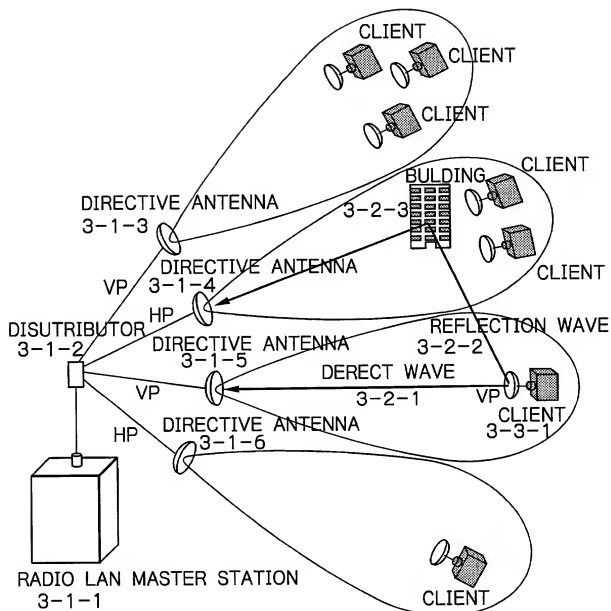 CLIENT
CLIENT
CLIENT
CLIENT
BULDING
3-2-3
CLIENT
DIRECTIVE ANTENNA
3-1-3
DIRECTIVE ANTENNA
3-1-4
VP
HP
DISUTRIBUTOR
3-1-2
DIRECTIVE ANTENNA
3-1-5
REFLECTION WAVE
3-2-2
DERECT WAVE
3-2-1
VP
VP
CLIENT
3-3-1
HP
DIRECTIVE ANTENNA
3-1-6
RADIO LAN MASTER STATION
3-1-1
CLIENT